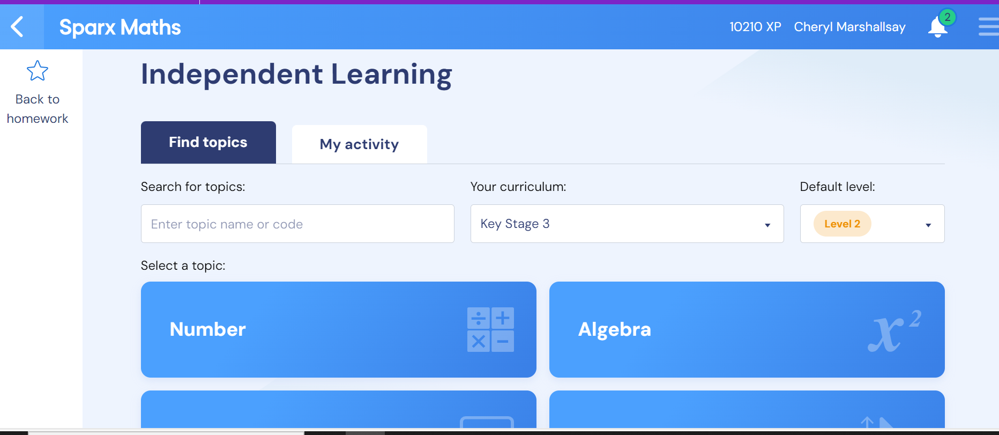 Sparx Maths
10210 XP Cheryl Marshallsay 2
Back to
homework
Independent Learning
Find topics My activity
Search for topics: Your curriculum: Default level:
Enter topic name or code Key Stage 3 Level 2
Select a topic:
Number Algebra
x²